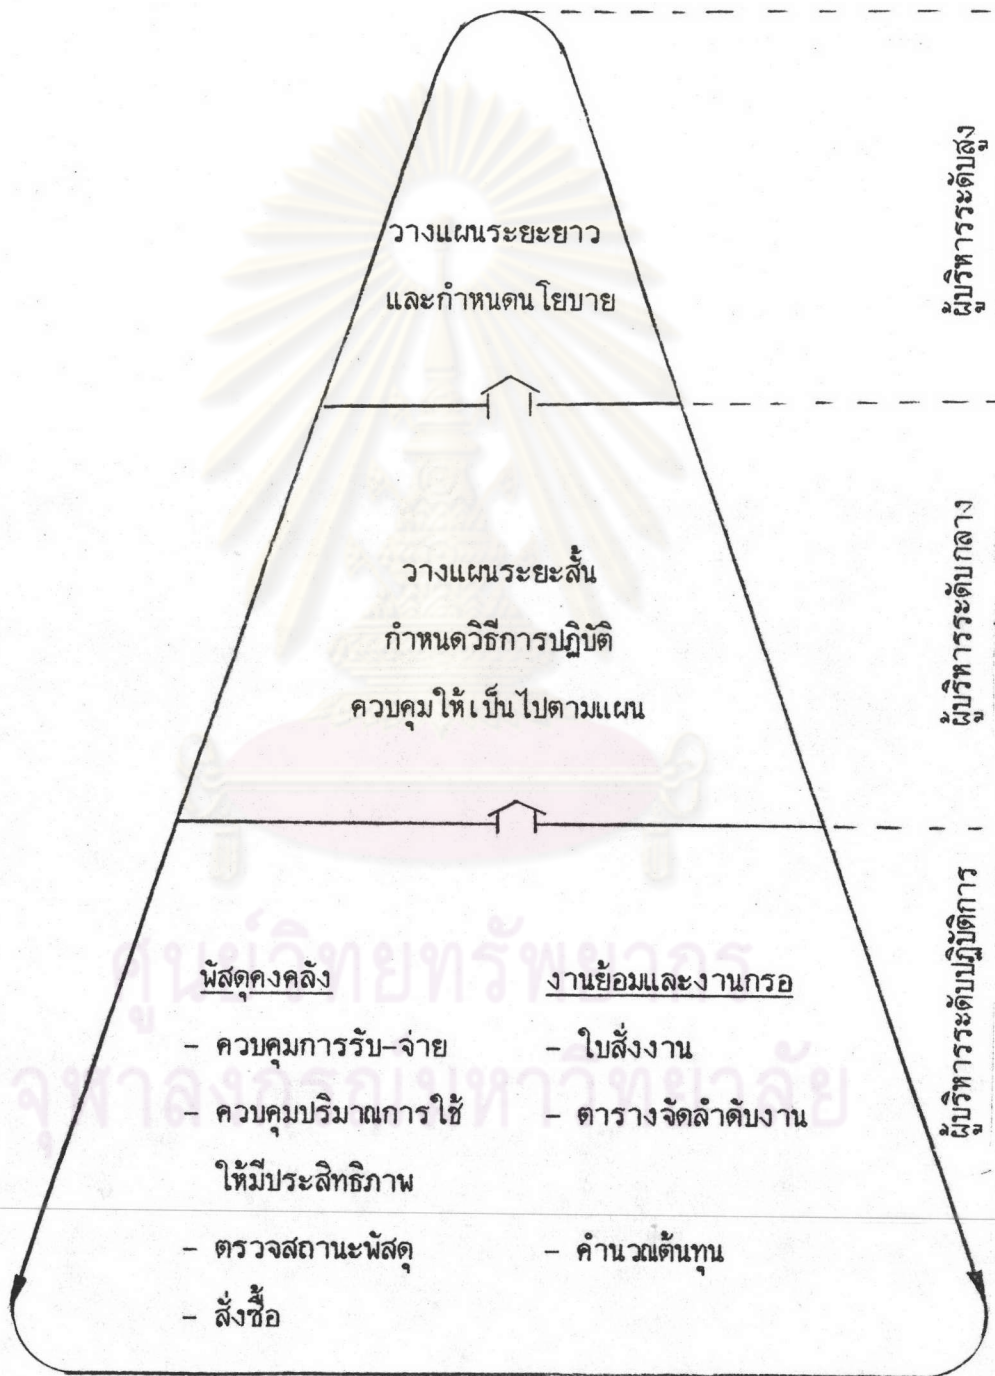 วางแผนระยะยาว
และกำหนดนโยบาย
ผู้บริหารระดับสูง
วางแผนระยะสั้น
กำหนดวิธีการปฏิบัติ
ควบคุมให้เป็นไปตามแผน
ผู้บริหารระดับกลาง
พัสดุคงคลัง
- ควบคุมการรับ-จ่าย
- ควบคุมปริมาณการใช้
ให้มีประสิทธิภาพ
- ตรวจสถานะพัสดุ
- สั่งซื้อ
งานย้อมและงานกรอ
- ใบสั่งงาน
- ตารางจัดลำดับงาน
- คำนวณต้นทุน
ผู้บริหารระดับปฏิบัติการ
ศูนย์วิทยทรัพยากร
จุฬาลงกรณ์มหาวิทยาลัย